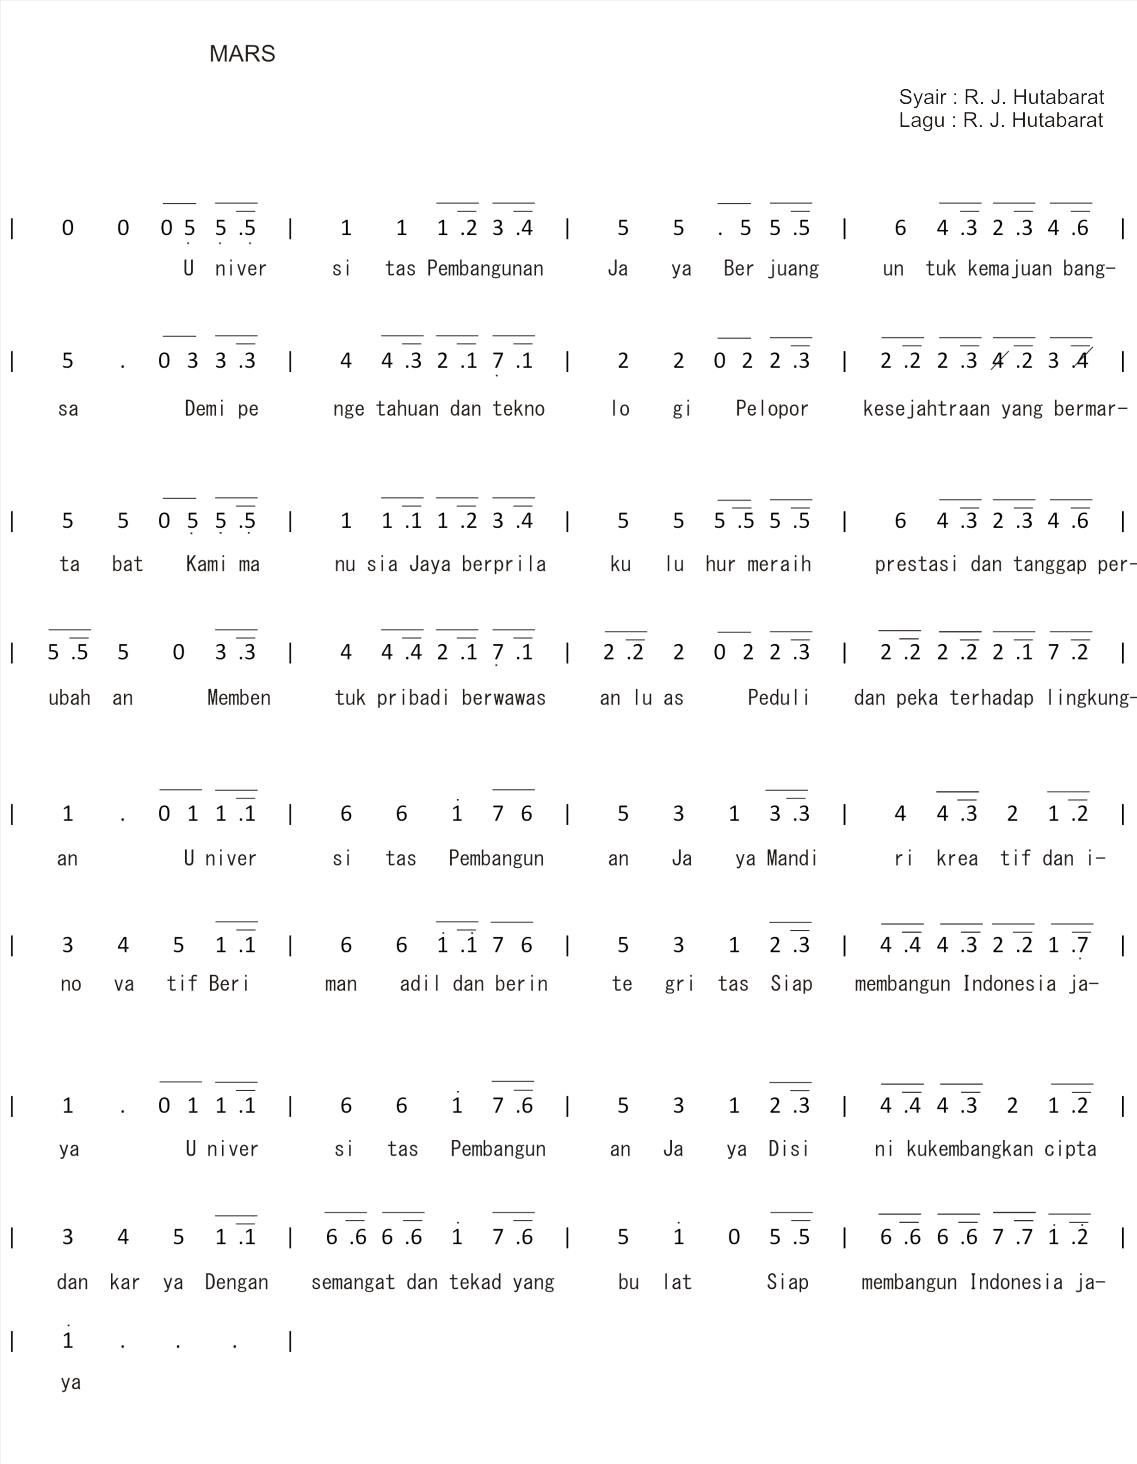 MARS
Syair : R. J. Hutabarat
Lagu : R. J. Hutabarat
| 0 0 0 5̣ 5̣ .5̣ | 1 1 1 .2 3 .4 | 5 5 . 5 5 .5 | 6 4 .3 2 .3 4 .6 |
U niver si tas Pembangunan Ja ya Ber juang un tuk kemajuan bang-
| 5 . 0 3 3 .3 | 4 4 .3 2 .1 7̣ .1 | 2 2 0 2 2 .3 | 2 .2 2 .3 4̸ .2 3 .4̸ |
sa Demi pe nge tahuan dan tekno lo gi Pelopor kesejahtraan yang bermar-
| 5 5 0 5̣ 5̣ .5̣ | 1 1 .1 1 .2 3 .4 | 5 5 5 .5 5 .5 | 6 4 .3 2 .3 4 .6 |
ta bat Kami ma nu sia Jaya berprila ku lu hur meraih prestasi dan tanggap per-
| 5 .5 5 0 3 .3 | 4 4 .4 2 .1 7̣ .1 | 2 .2 2 0 2 2 .3 | 2 .2 2 .2 2 .1 7 .2 |
ubah an Memben tuk pribadi berwawas an lu as Peduli dan peka terhadap lingkung-
| 1 . 0 1 1 .1 | 6 6 1̇ 7 6 | 5 3 1 3 .3 | 4 4 .3 2 1 .2 |
an U niver si tas Pembangun an Ja ya Mandi ri krea tif dan i-
| 3 4 5 1 .1 | 6 6 1̇ .1̇ 7 6 | 5 3 1 2 .3 | 4 .4 4 .3 2 .2 1 .7̣ |
no va tif Beri man adil dan berin te gri tas Siap membangun Indonesia ja-
| 1 . 0 1 1 .1 | 6 6 1̇ 7 .6 | 5 3 1 2 .3 | 4 .4 4 .3 2 1 .2 |
ya U niver si tas Pembangun an Ja ya Disi ni kukembangkan cipta
| 3 4 5 1 .1 | 6 .6 6 .6 1̇ 7 .6 | 5 1̇ 0 5 .5 | 6 .6 6 .6 7 .7 1̇ .2̇ |
dan kar ya Dengan semangat dan tekad yang bu lat Siap membangun Indonesia ja-
| 1̇ . . . |
ya